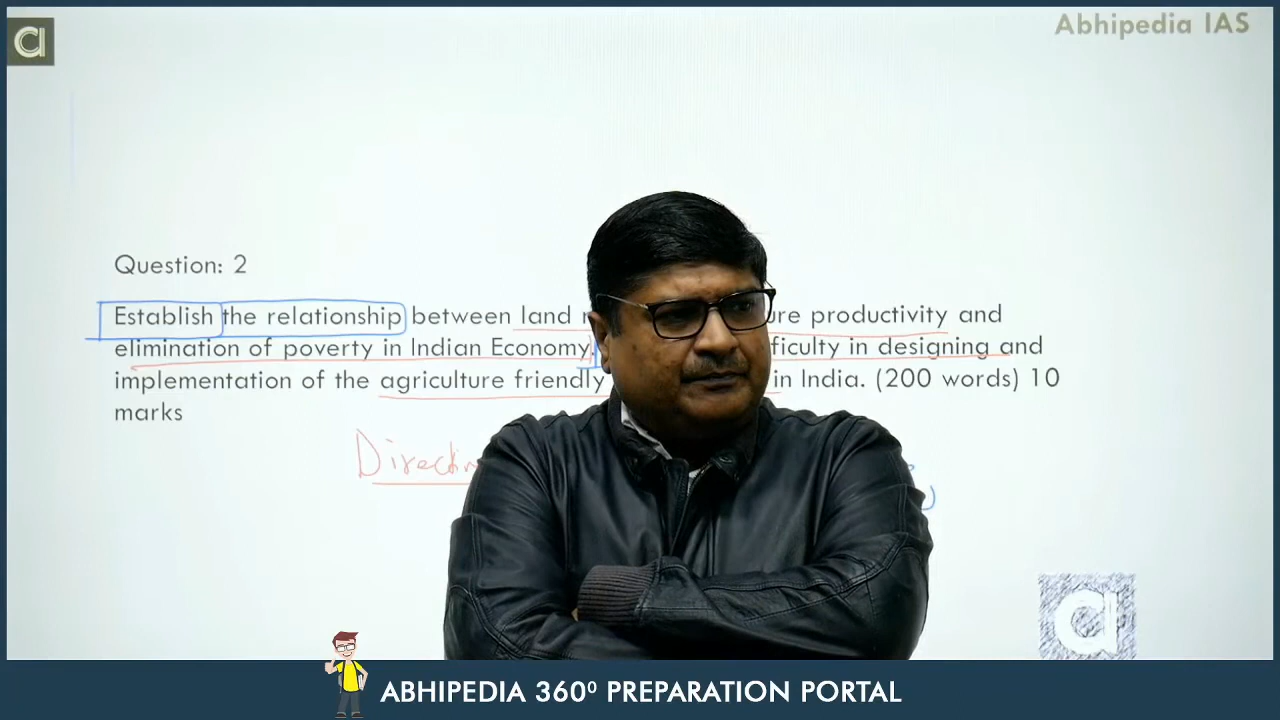 Abhipedia IAS
Question: 2
Establish the relationship between land ure productivity and
elimination of poverty in Indian Economy. ficulty in designing and
implementation of the agriculture friendly in India. (200 words) 10
marks
ABHIPEDIA 360⁰ PREPARATION PORTAL